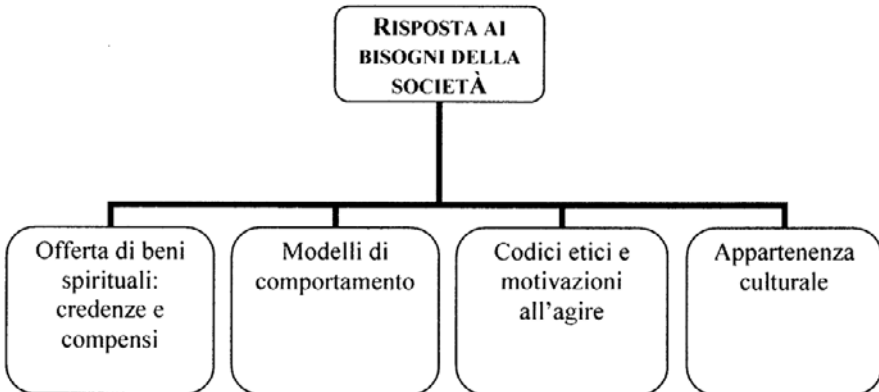 RISPOSTA AI
BISOGNI DELLA
SOCIETÀ
Offerta di beni
spirituali:
credenze e
compensi
Modelli di
comportamento
Codici etici e
motivazioni
all'agire
Appartenenza
culturale